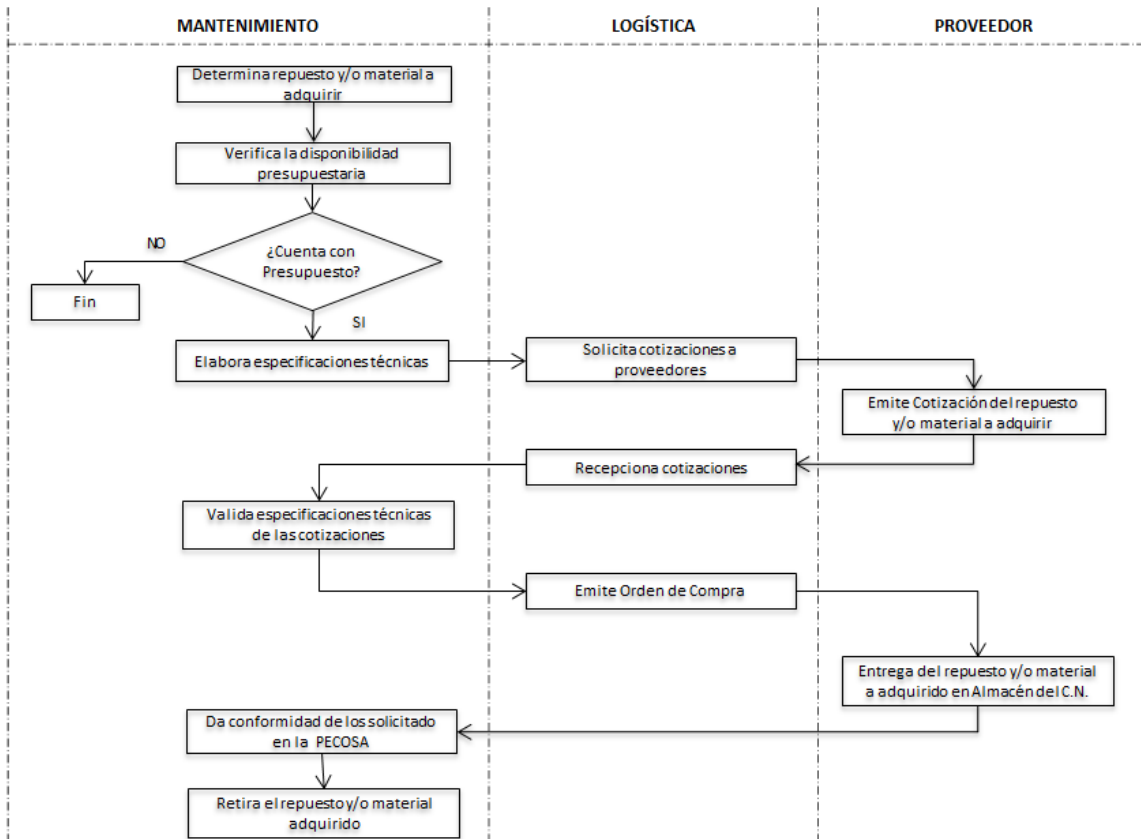 MANTENIMIENTO
LOGÍSTICA
PROVEEDOR
Determina repuesto y/o material a
adquirir
Verifica la disponibilidad
presupuestaria
¿Cuenta con
Presupuesto?
NO
Fin
SI
Elabora especificaciones técnicas
Solicita cotizaciones a
proveedores
Emite Cotización del repuesto
y/o material a adquirir
Recepciona cotizaciones
Valida especificaciones técnicas
de las cotizaciones
Emite Orden de Compra
Entrega del repuesto y/o material
a adquirido en Almacén del C.N.
Da conformidad de los solicitado
en la PECOSA
Retira el repuesto y/o material
adquirido